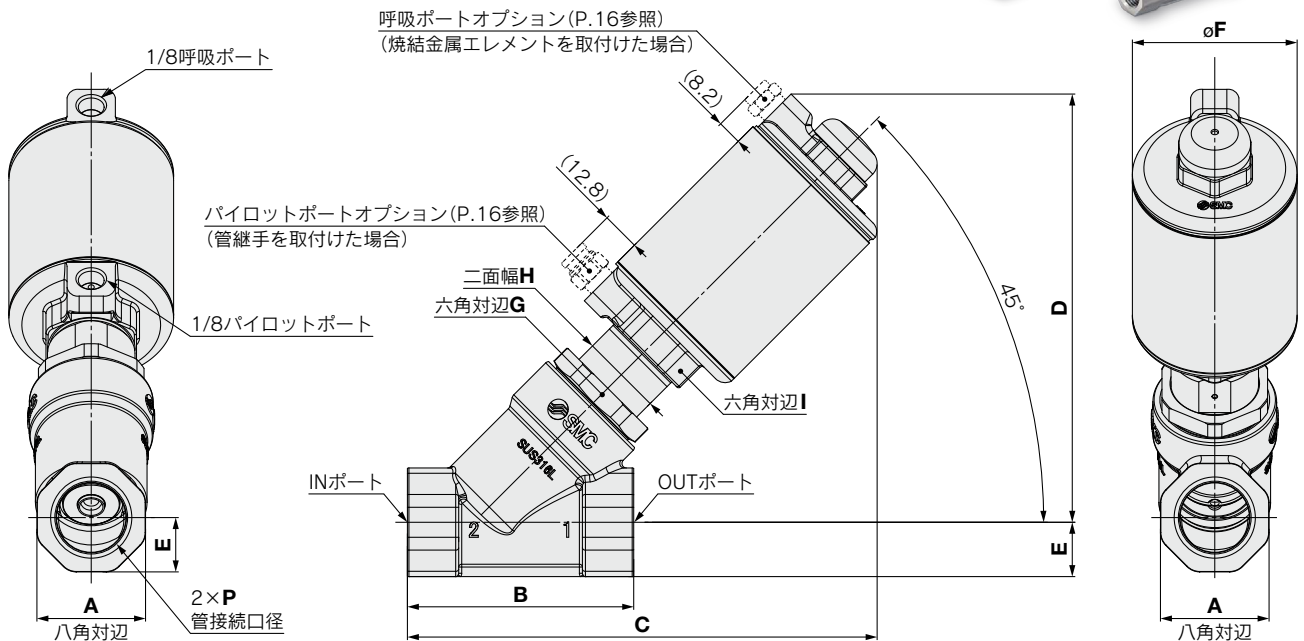 呼吸ポートオプション(P.16参照)
(焼結金属エレメントを取付けた場合)
1/8呼吸ポート
øF
(8.2)
(12.8)
パイロットポートオプション(P.16参照)
(管継手を取付けた場合)
二面幅H
六角対辺G
1/8パイロットポート
45°
D
六角対辺I
SMC
SUS316L
SMC
INポート
OUTポート
2
1
E
E
B
C
A
八角対辺
2×P
管接続口径
A
八角対辺